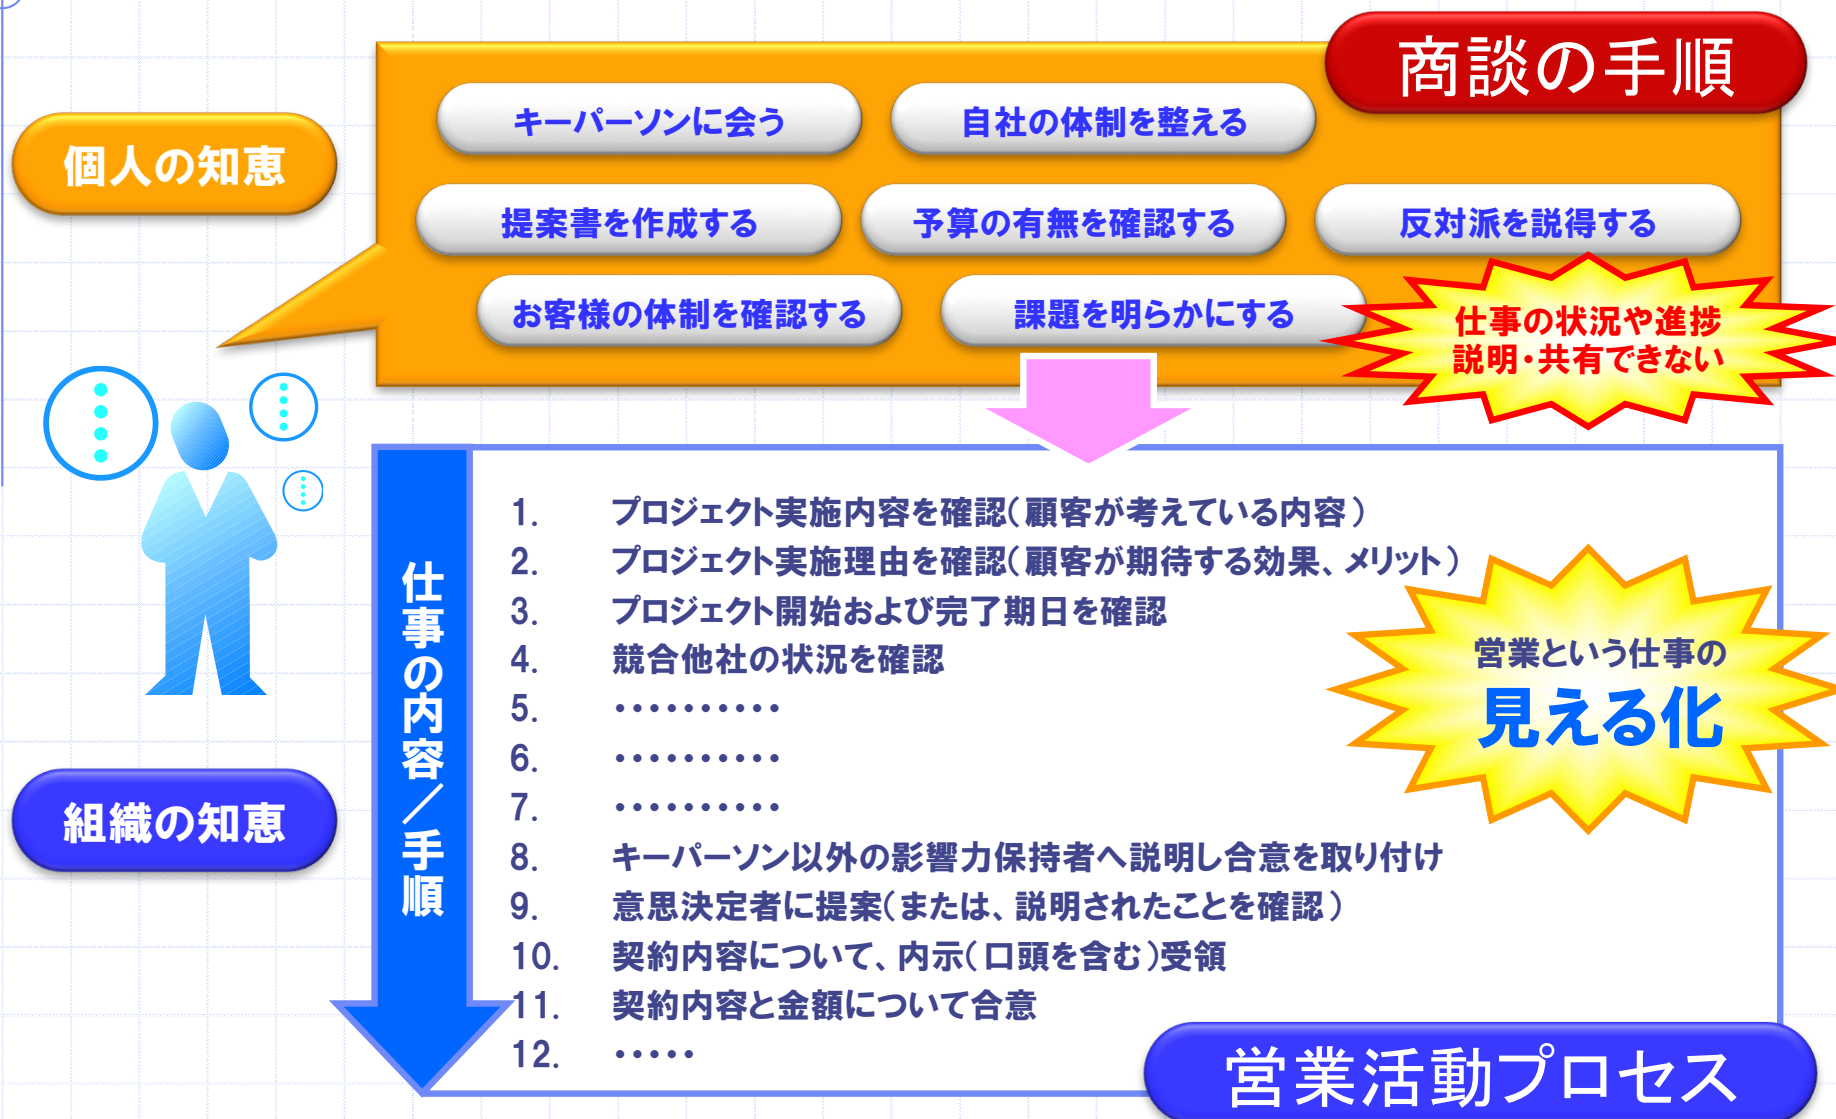 商談の手順
個人の知恵
キーパーソンに会う
自社の体制を整える
提案書を作成する
予算の有無を確認する
反対派を説得する
お客様の体制を確認する
課題を明らかにする
仕事の状況や進捗
説明・共有できない
仕事の内容／手順
1. プロジェクト実施内容を確認(顧客が考えている内容)
2. プロジェクト実施理由を確認(顧客が期待する効果、メリット)
3. プロジェクト開始および完了期日を確認
4. 競合他社の状況を確認
5. ・・・・・・・・・・
6. ・・・・・・・・・・
7. ・・・・・・・・・・
8. キーパーソン以外の影響力保持者へ説明し合意を取り付け
9. 意思決定者に提案(または、説明されたことを確認)
10. 契約内容について、内示(口頭を含む)受領
11. 契約内容と金額について合意
12. ・・・・・
営業という仕事の
見える化
組織の知恵
営業活動プロセス